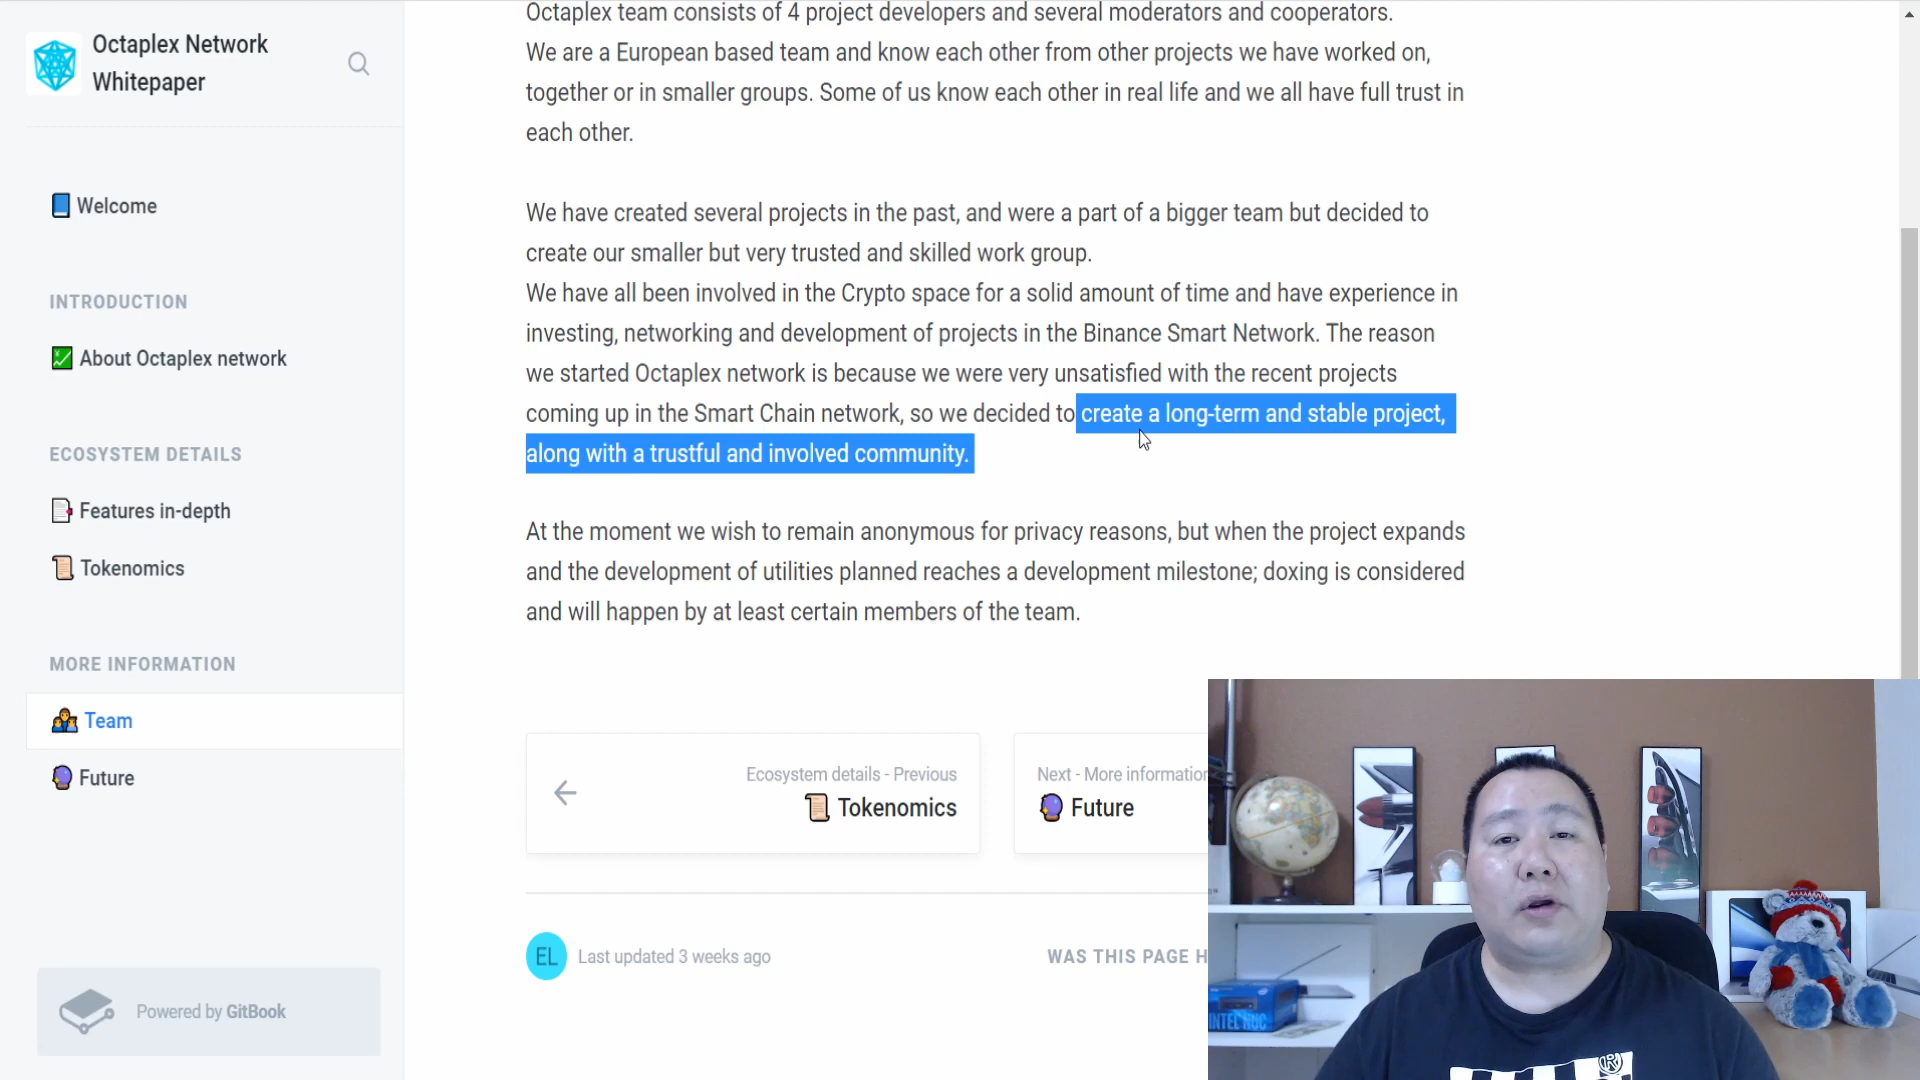 Octaplex Network
Whitepaper
Welcome
INTRODUCTION
About Octaplex network
ECOSYSTEM DETAILS
Features in-depth
Tokenomics
MORE INFORMATION
Team
Future
Powered by GitBook
Octaplex team consists of 4 project developers and several moderators and cooperators.
We are a European based team and know each other from other projects we have worked on,
together or in smaller groups. Some of us know each other in real life and we all have full trust in
each other.
We have created several projects in the past, and were a part of a bigger team but decided to
create our smaller but very trusted and skilled work group.
We have all been involved in the Crypto space for a solid amount of time and have experience in
investing, networking and development of projects in the Binance Smart Network. The reason
we started Octaplex network is because we were very unsatisfied with the recent projects
coming up in the Smart Chain network, so we decided to create a long-term and stable project,
along with a trustful and involved community.
At the moment we wish to remain anonymous for privacy reasons, but when the project expands
and the development of utilities planned reaches a development milestone; doxing is considered
and will happen by at least certain members of the team.
Ecosystem details - Previous
Tokenomics
Next - More information
Future
EL
Last updated 3 weeks ago
WAS THIS PAGE H
INTEL NUC